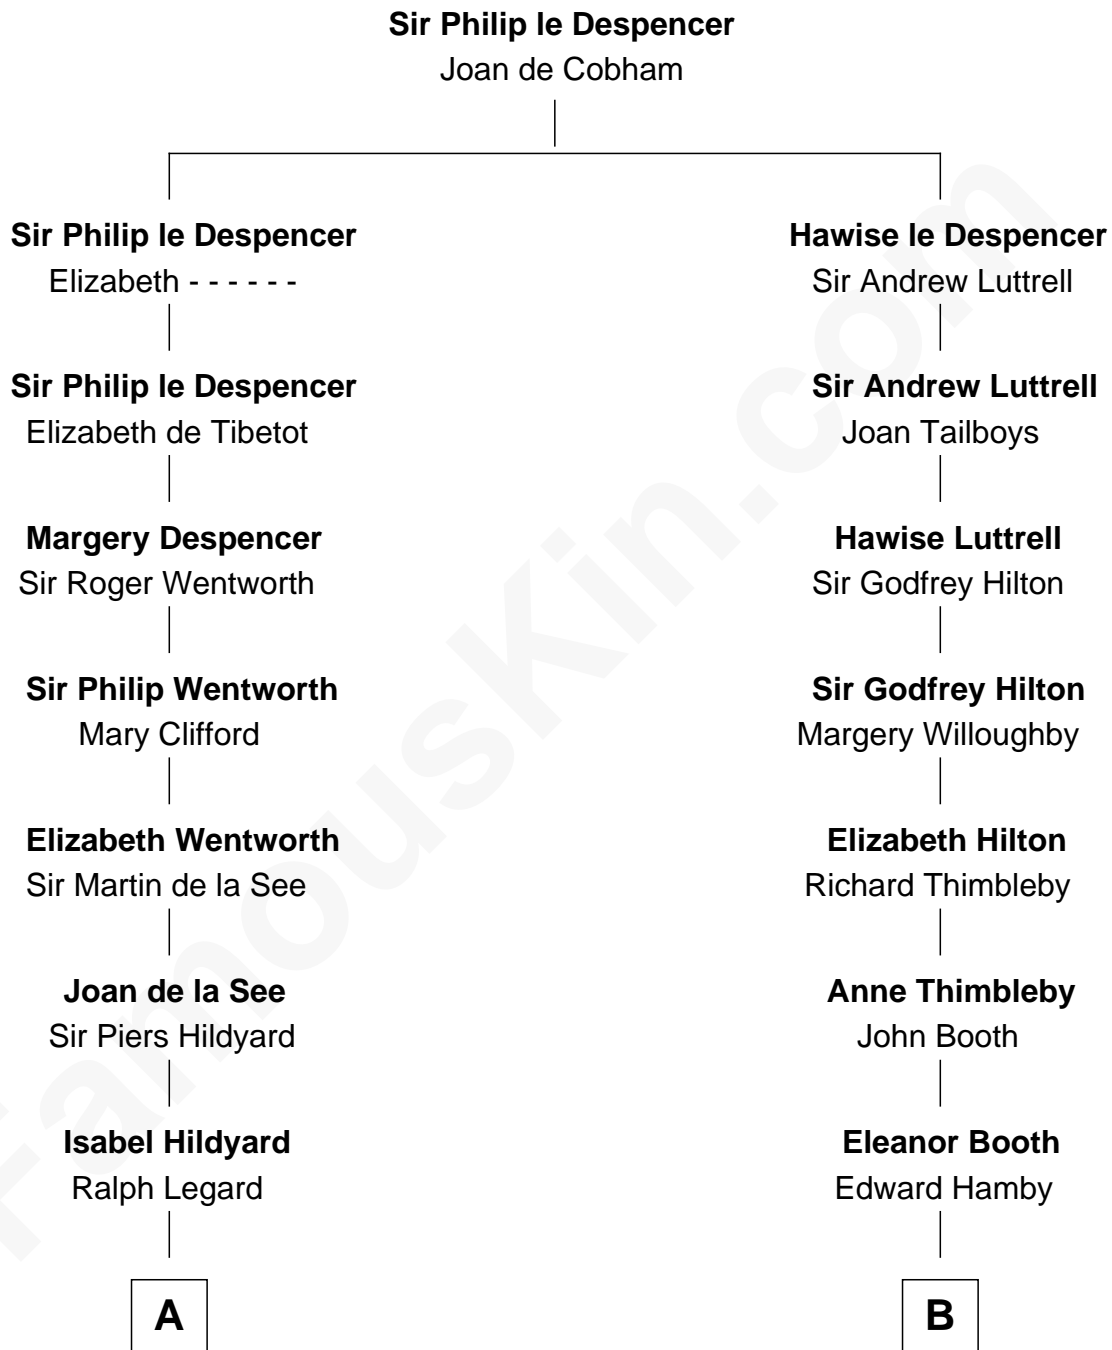 Sir Philip le Despencer
Joan de Cobham
Sir Philip le Despencer
Elizabeth - - - - - -
Hawise le Despencer
Sir Andrew Luttrell
Sir Philip le Despencer
Elizabeth de Tibetot
Sir Andrew Luttrell
Joan Tailboys
Margery Despencer
Sir Roger Wentworth
Hawise Luttrell
Sir Godfrey Hilton
Sir Philip Wentworth
Mary Clifford
Sir Godfrey Hilton
Margery Willoughby
Elizabeth Wentworth
Sir Martin de la See
Elizabeth Hilton
Richard Thimbleby
Joan de la See
Sir Piers Hildyard
Anne Thimbleby
John Booth
Isabel Hildyard
Ralph Legard
Eleanor Booth
Edward Hamby
A
B
FamousKin.com